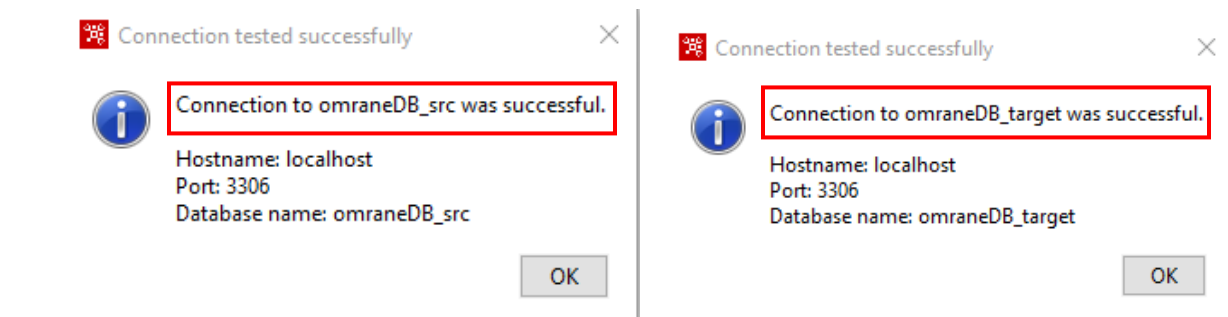 Connection tested successfully
Connection to omraneDB_src was successful.
Hostname: localhost
Port: 3306
Database name: omraneDB_src
OK
Connection tested successfully
Connection to omraneDB_target was successful.
Hostname: localhost
Port: 3306
Database name: omraneDB_target
OK